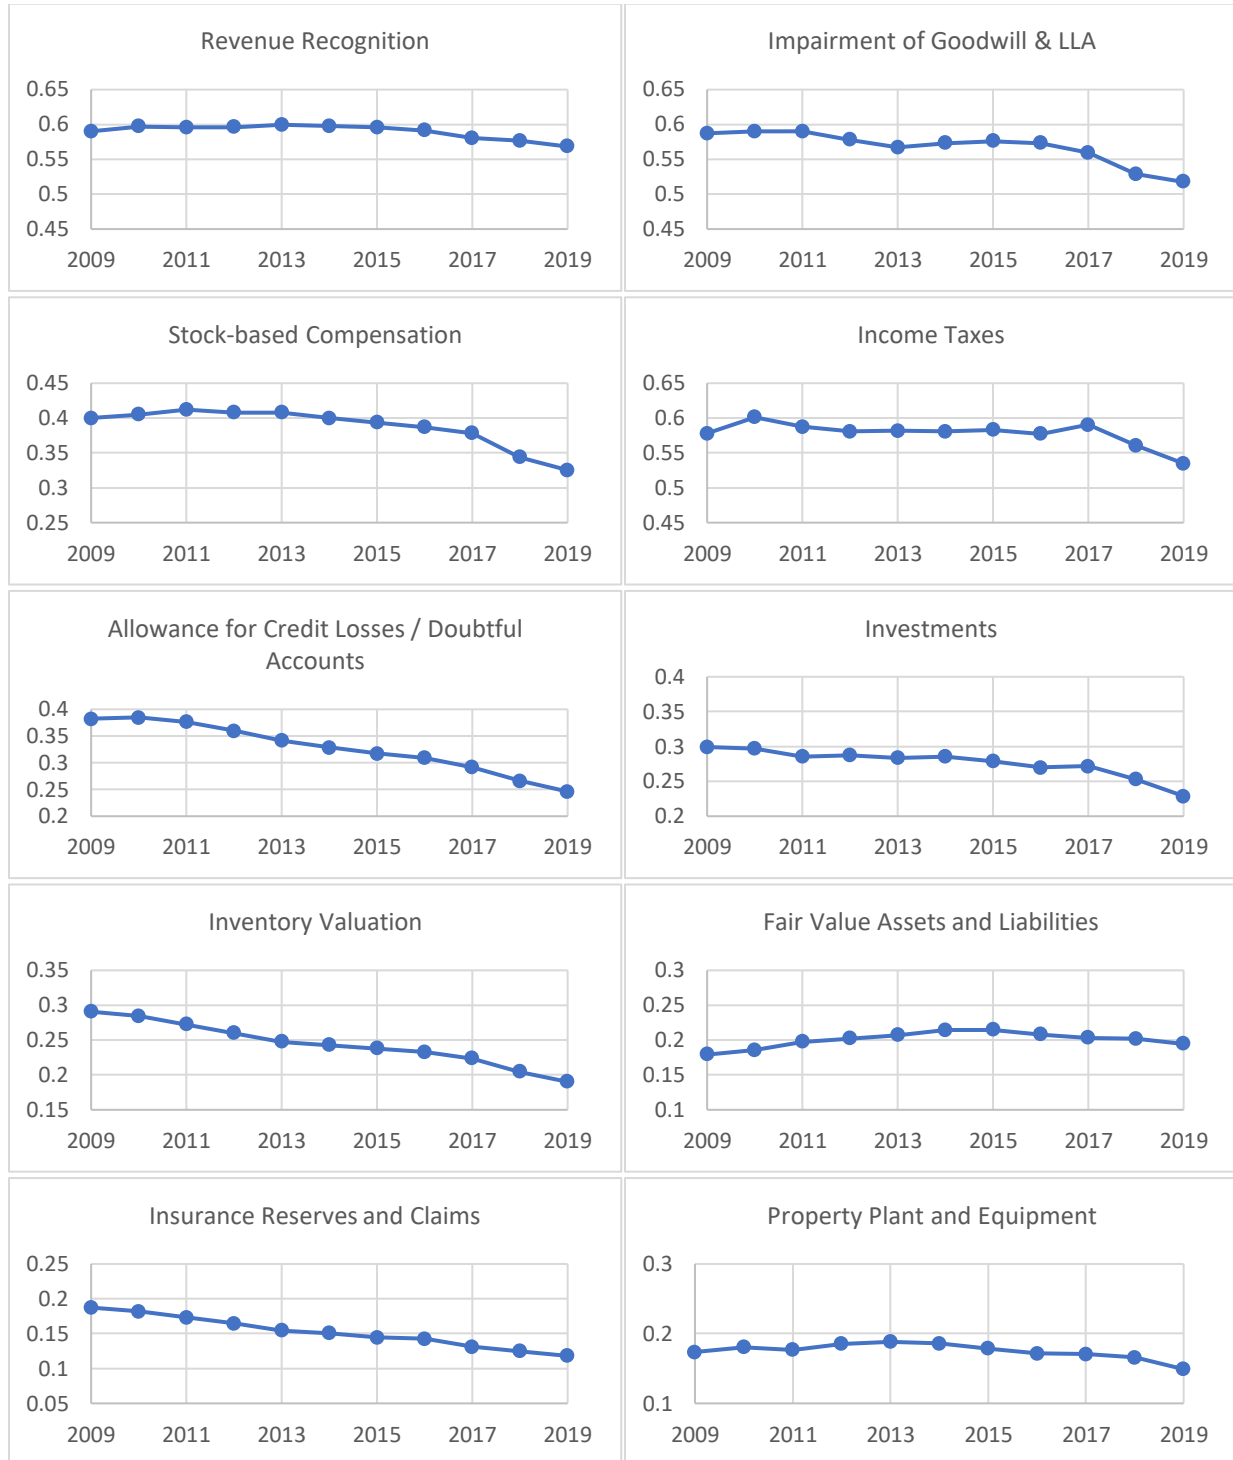 Revenue Recognition
0.65
0.6
0.55
0.5
0.45
2009 2011 2013 2015 2017 2019
Impairment of Goodwill & LLA
0.65
0.6
0.55
0.5
0.45
2009 2011 2013 2015 2017 2019
Stock-based Compensation
0.45
0.4
0.35
0.3
0.25
2009 2011 2013 2015 2017 2019
Income Taxes
0.65
0.6
0.55
0.5
0.45
2009 2011 2013 2015 2017 2019
Allowance for Credit Losses / Doubtful
Accounts
0.4
0.35
0.3
0.25
0.2
2009 2011 2013 2015 2017 2019
Investments
0.4
0.35
0.3
0.25
0.2
2009 2011 2013 2015 2017 2019
Inventory Valuation
0.35
0.3
0.25
0.2
0.15
2009 2011 2013 2015 2017 2019
Fair Value Assets and Liabilities
0.3
0.25
0.2
0.15
0.1
2009 2011 2013 2015 2017 2019
Insurance Reserves and Claims
0.25
0.2
0.15
0.1
0.05
2009 2011 2013 2015 2017 2019
Property Plant and Equipment
0.3
0.2
0.1
2009 2011 2013 2015 2017 2019